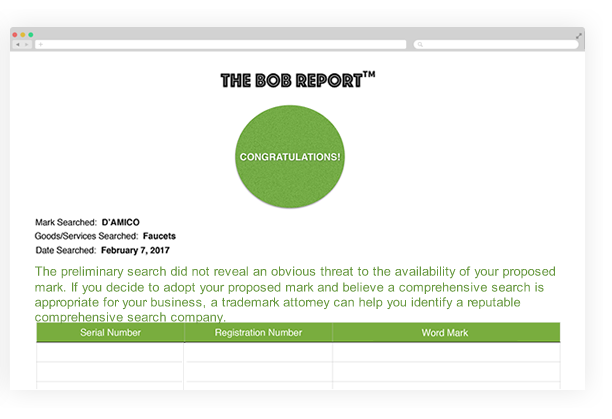 THE BOB REPORT™
CONGRATULATIONS!
Mark Searched: D'AMICO
Goods/Services Searched: Faucets
Date Searched: February 7, 2017
The preliminary search did not reveal an obvious threat to the availability of your proposed
mark. If you decide to adopt your proposed mark and believe a comprehensive search is
appropriate for your business, a trademark attorney can help you identify a reputable
comprehensive search company.
Serial Number Registration Number Word Mark